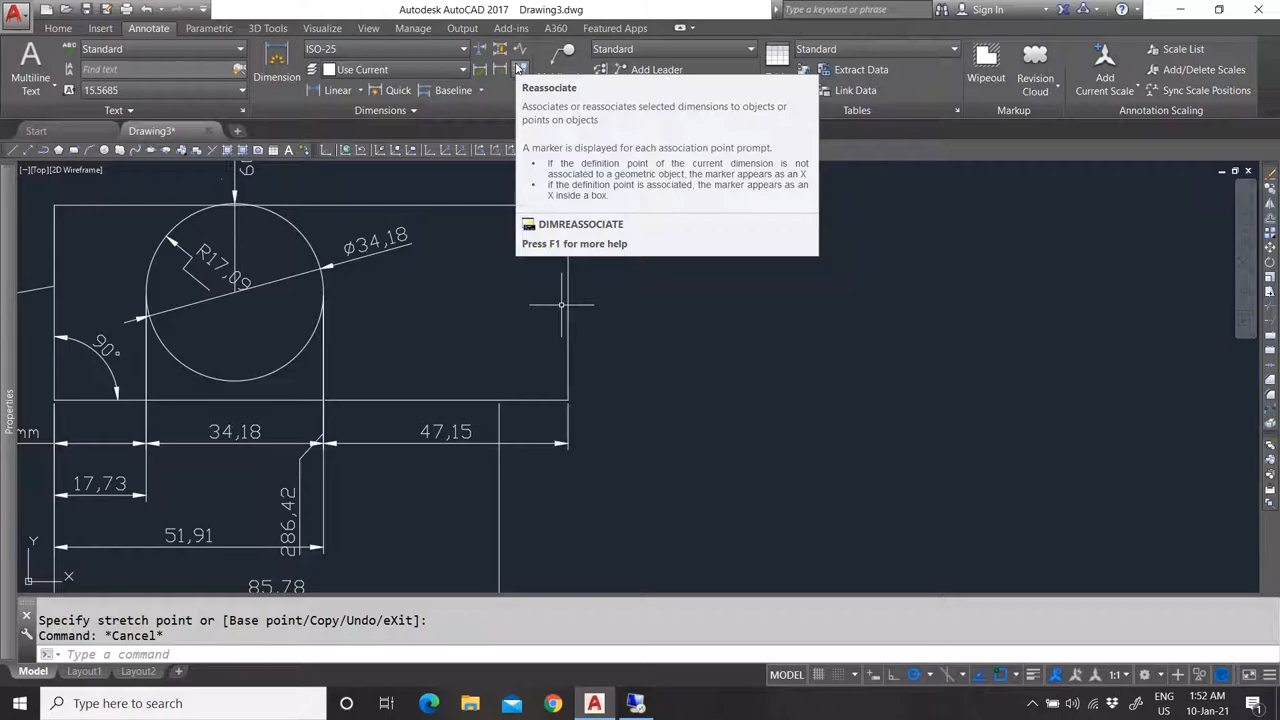 Autodesk AutoCAD 2017 Drawing3.dwg
Type a keyword or phrase
Sign In
Home Insert Annotate Parametric 3D Tools Visualize View Manage Output Add-ins A360 Featured Apps
Standard
Find text
15.5685
Multiline
Text
Text
Dimension
ISO-25
Use Current
Linear Quick Baseline
Dimensions
Standard
Add Leader
Standard
Extract Data
Link Data
Tables
Wipeout
Revision
Cloud
Markup
Add
Current Scale
Scale List
Add/Delete Scales
Sync Scale Positions
Annotation Scaling
Start Drawing3*
Reassociate
Associates or reassociates selected dimensions to objects or
points on objects
A marker is displayed for each association point prompt.
• If the definition point of the current dimension is not
associated to a geometric object, the marker appears as an X
• if the definition point is associated, the marker appears as an
X inside a box.
DIMREASSOCIATE
Press F1 for more help
[−][Top][2D Wireframe]
R17,09
ø34,18
90°
mm
34,18
47,15
17,73
286,42
51,91
85,78
Y
X
Specify stretch point or [Base point/Copy/Undo/eXit]:
Command: *Cancel*
Type a command
Model Layout1 Layout2 +
MODEL
1:1
Type here to search
ENG
US
1:52 AM
10-Jan-21